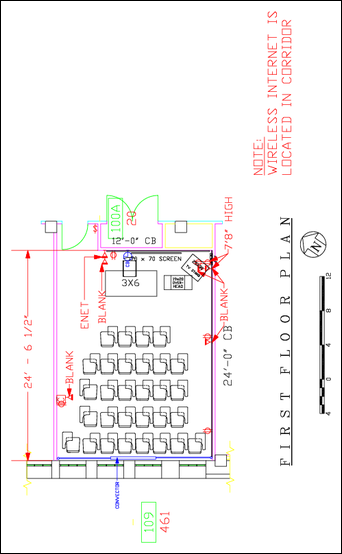 NOTE:
WIRELESS INTERNET IS
LOCATED IN CORRIDOR
100A
20
12'-0" CB
70 x 70 SCREEN
3X6
7'8" HIGH
ENET
BLANK
BLANK
BLANK
24'-0" CB
24' - 6 1/2"
CONVECTOR
109
461
FIRST FLOOR PLAN
N
12
8
4
0
4